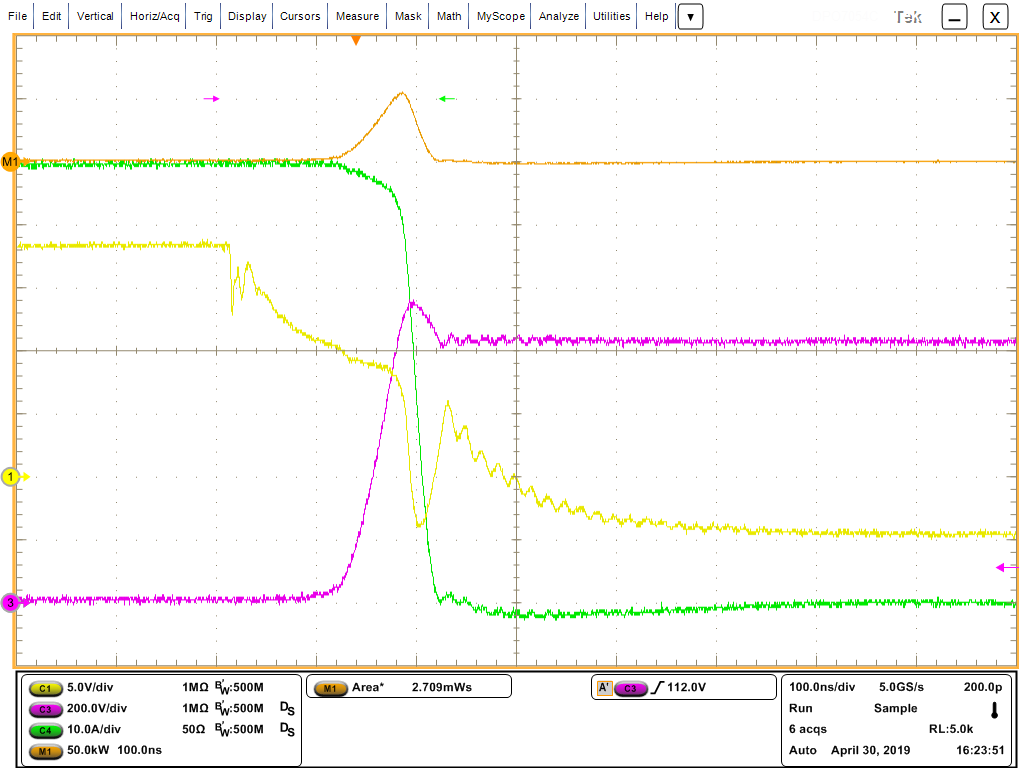 File Edit Vertical Horiz/Acq Trig Display Cursors Measure Mask Math MyScope Analyze Utilities Help ▼ Tek X
M1
1
3
C1 5.0V/div 1MΩ BW:500M
C3 200.0V/div 1MΩ BW:500M DS
C4 10.0A/div 50Ω BW:500M DS
M1 50.0kW 100.0ns
M1 Area* 2.709mWs
A' C3 112.0V
100.0ns/div 5.0GS/s 200.0p
Run Sample
6 acqs RL:5.0k
Auto April 30, 2019 16:23:51